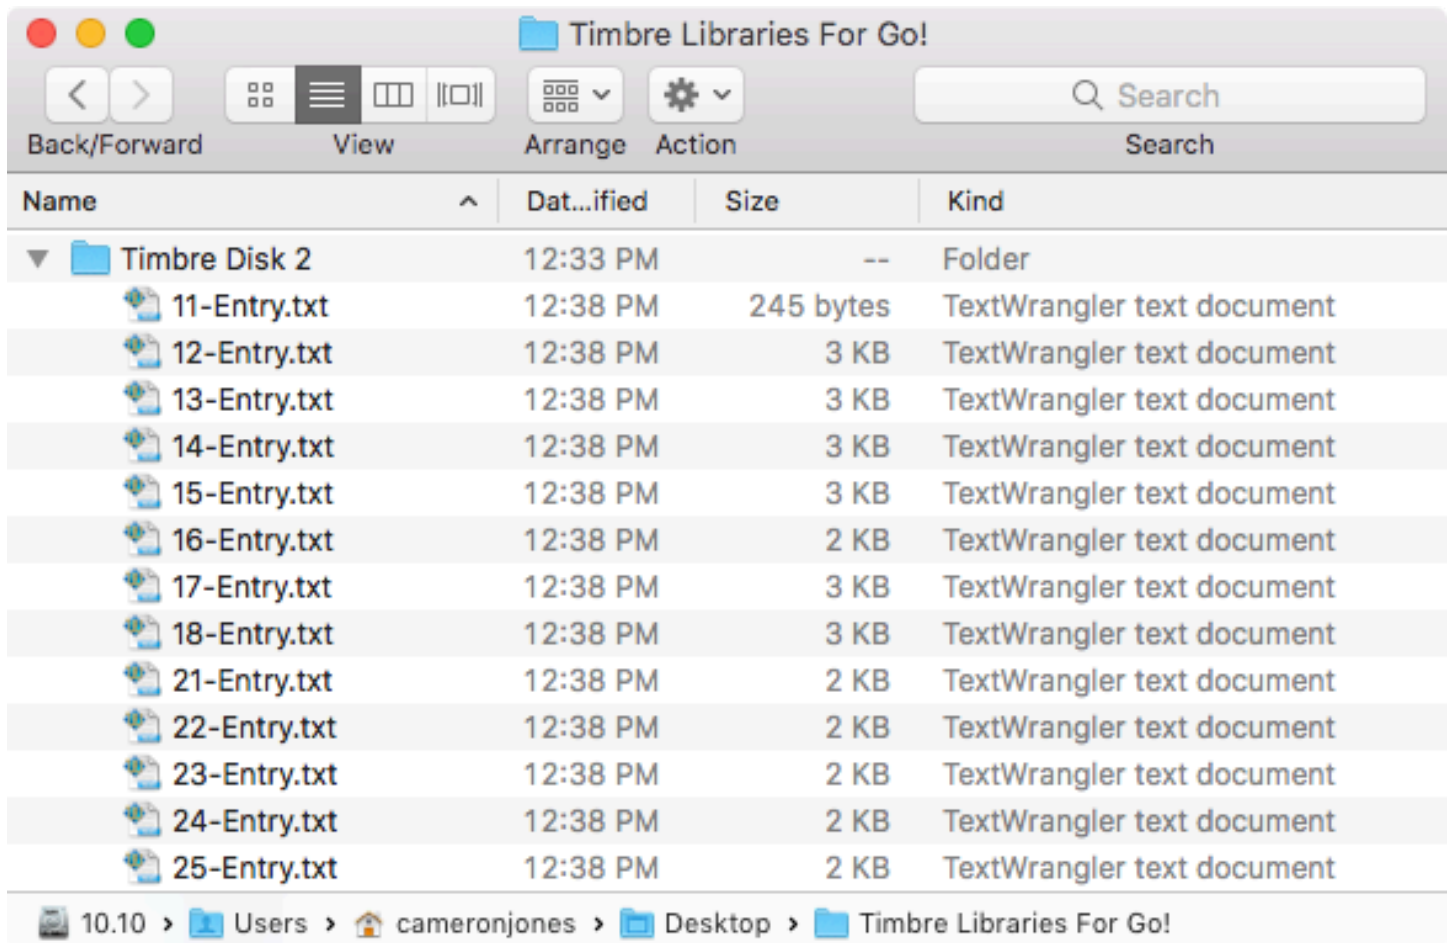 Timbre Libraries For Go!
Search
Back/Forward View Arrange Action Search
Name Dat...ified Size Kind
Timbre Disk 2 12:33 PM -- Folder
11-Entry.txt 12:38 PM 245 bytes TextWrangler text document
12-Entry.txt 12:38 PM 3 KB TextWrangler text document
13-Entry.txt 12:38 PM 3 KB TextWrangler text document
14-Entry.txt 12:38 PM 3 KB TextWrangler text document
15-Entry.txt 12:38 PM 3 KB TextWrangler text document
16-Entry.txt 12:38 PM 2 KB TextWrangler text document
17-Entry.txt 12:38 PM 3 KB TextWrangler text document
18-Entry.txt 12:38 PM 3 KB TextWrangler text document
21-Entry.txt 12:38 PM 2 KB TextWrangler text document
22-Entry.txt 12:38 PM 2 KB TextWrangler text document
23-Entry.txt 12:38 PM 2 KB TextWrangler text document
24-Entry.txt 12:38 PM 2 KB TextWrangler text document
25-Entry.txt 12:38 PM 2 KB TextWrangler text document
10.10 › Users › cameronjones › Desktop › Timbre Libraries For Go!